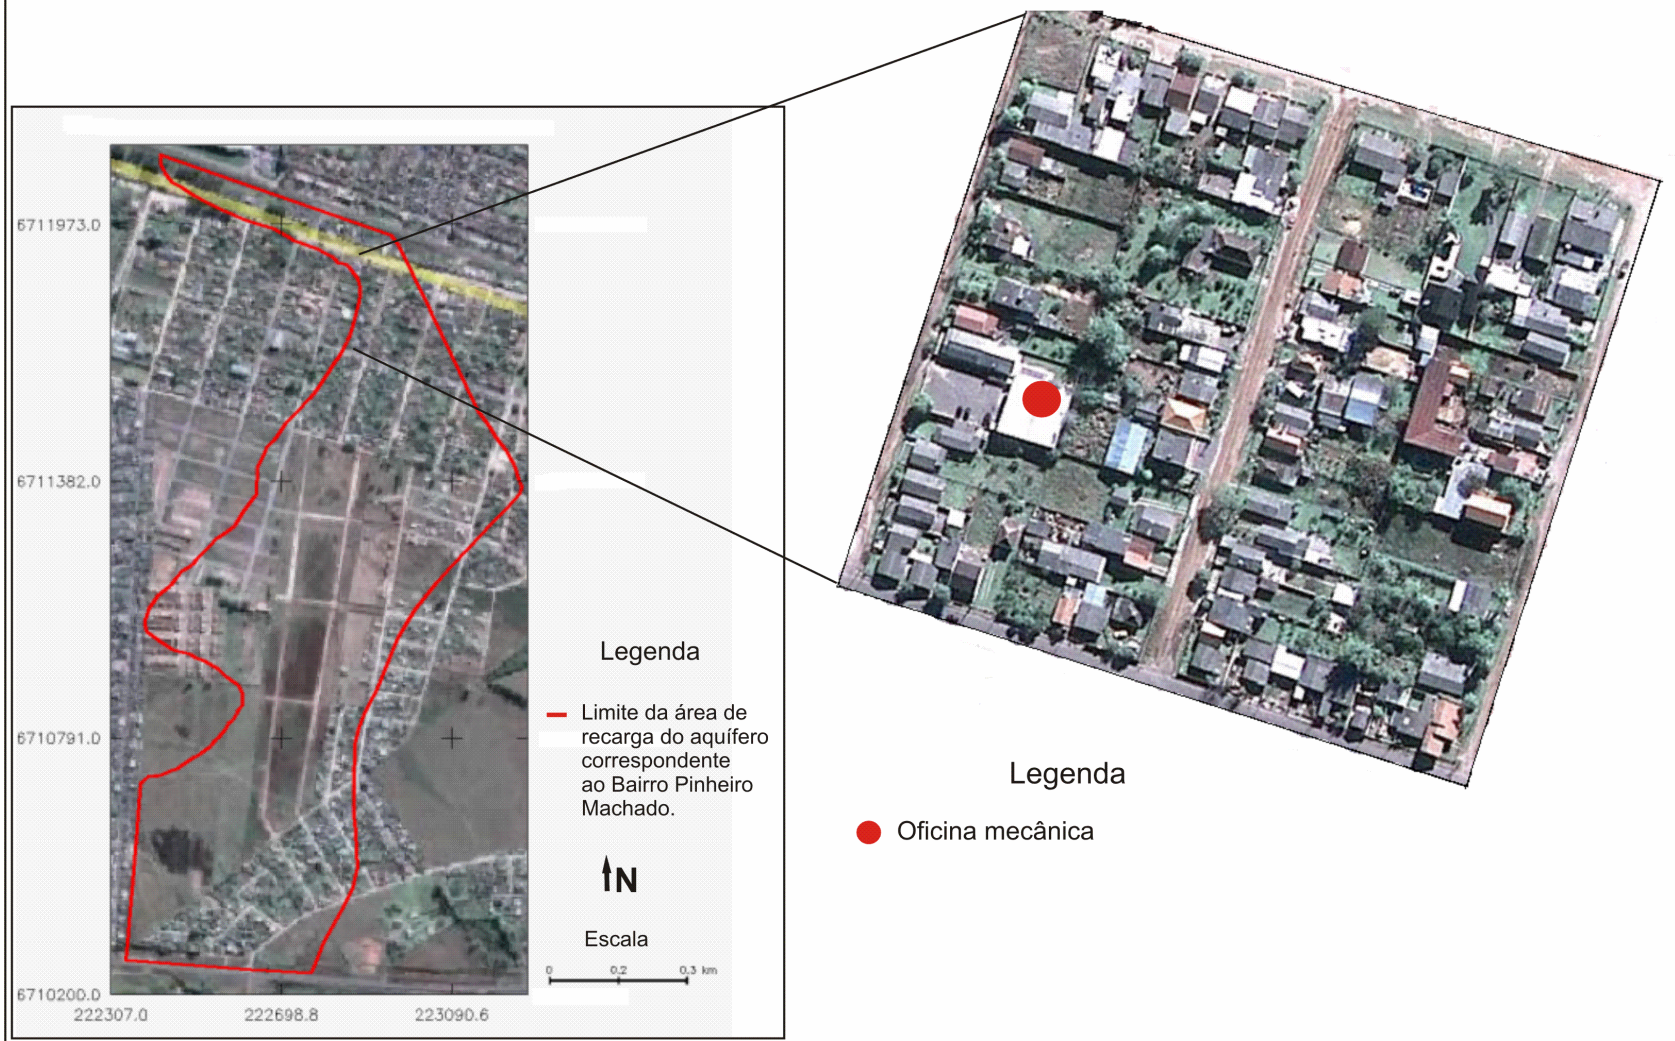 6711973.0
6711382.0
6710791.0
6710200.0
222307.0
222698.8
223090.6
Legenda
Limite da área de
recarga do aquífero
correspondente
ao Bairro Pinheiro
Machado.
N
Escala
0 0.2 0.3 km
Legenda
Oficina mecânica